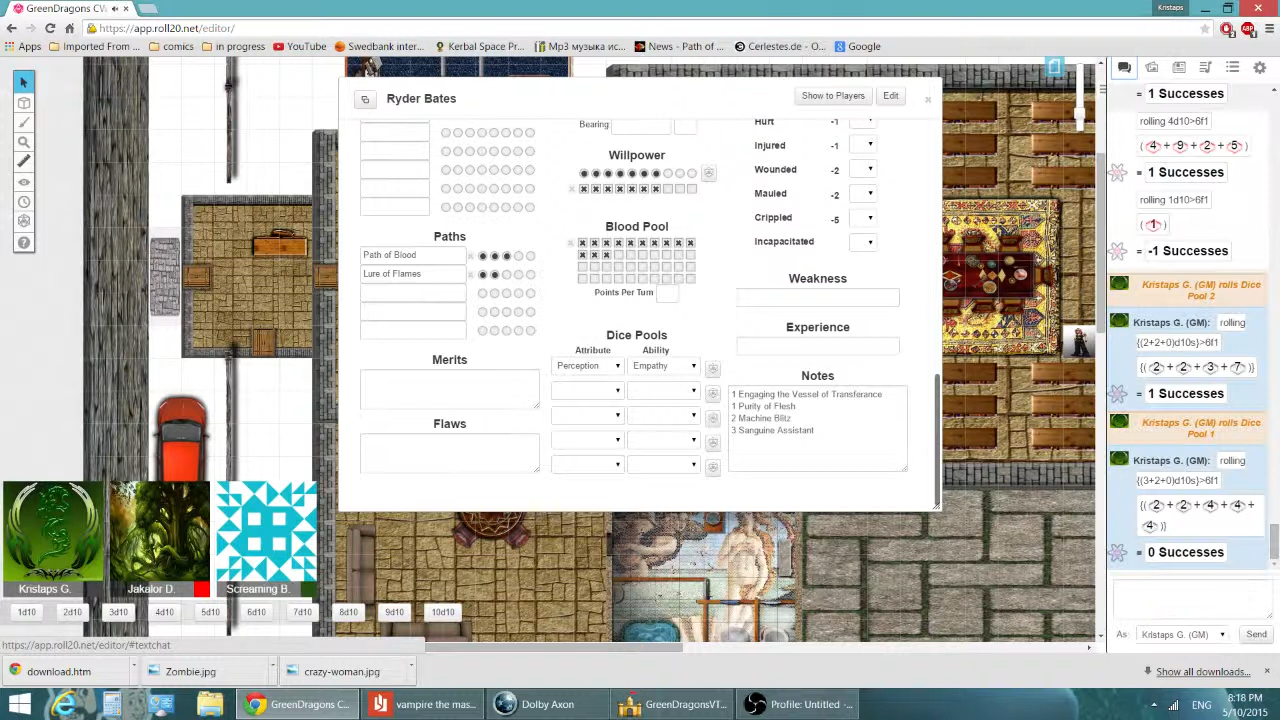 GreenDragons CV
Kristaps
https://app.roll20.net/editor/
Apps
Imported From...
comics
in progress
YouTube
Swedbank inter...
Kerbal Space Pr...
Mp3 музыка ис...
News - Path of ...
Cerlestes.de - O...
Google
Ryder Bates
Show to Players
Edit
Bearing
Willpower
Paths
Path of Blood
Lure of Flames
Blood Pool
Points Per Turn
Dice Pools
Attribute
Ability
Perception
Empathy
Merits
Flaws
Hurt -1
Injured -1
Wounded -2
Mauled -2
Crippled -5
Incapacitated
Weakness
Experience
Notes
1 Engaging the Vessel of Transferance
1 Purity of Flesh
2 Machine Blitz
3 Sanguine Assistant
= 1 Successes
rolling 4d10>6f1
(4+9+2+5)
= 1 Successes
rolling 1d10>6f1
(1)
= -1 Successes
Kristaps G. (GM) rolls Dice
Pool 2
Kristaps G. (GM): rolling
{(2+2+0)d10s}>6f1
{(2+2+3+7)}
= 1 Successes
Kristaps G. (GM) rolls Dice
Pool 1
Kristaps G. (GM): rolling
{(3+2+0)d10s}>6f1
{(2+2+4+4+
4)}
= 0 Successes
As: Kristaps G. (GM)
Send
Kristaps G.
Jakalor D.
Screaming B.
1d10
2d10
3d10
4d10
5d10
6d10
7d10
8d10
9d10
10d10
https://app.roll20.net/editor/#textchat
download.htm
Zombie.jpg
crazy-woman.jpg
Show all downloads...
GreenDragons C...
vampire the mas...
Dolby Axon
GreenDragonsVT...
Profile: Untitled -...
ENG
8:18 PM
5/10/2015